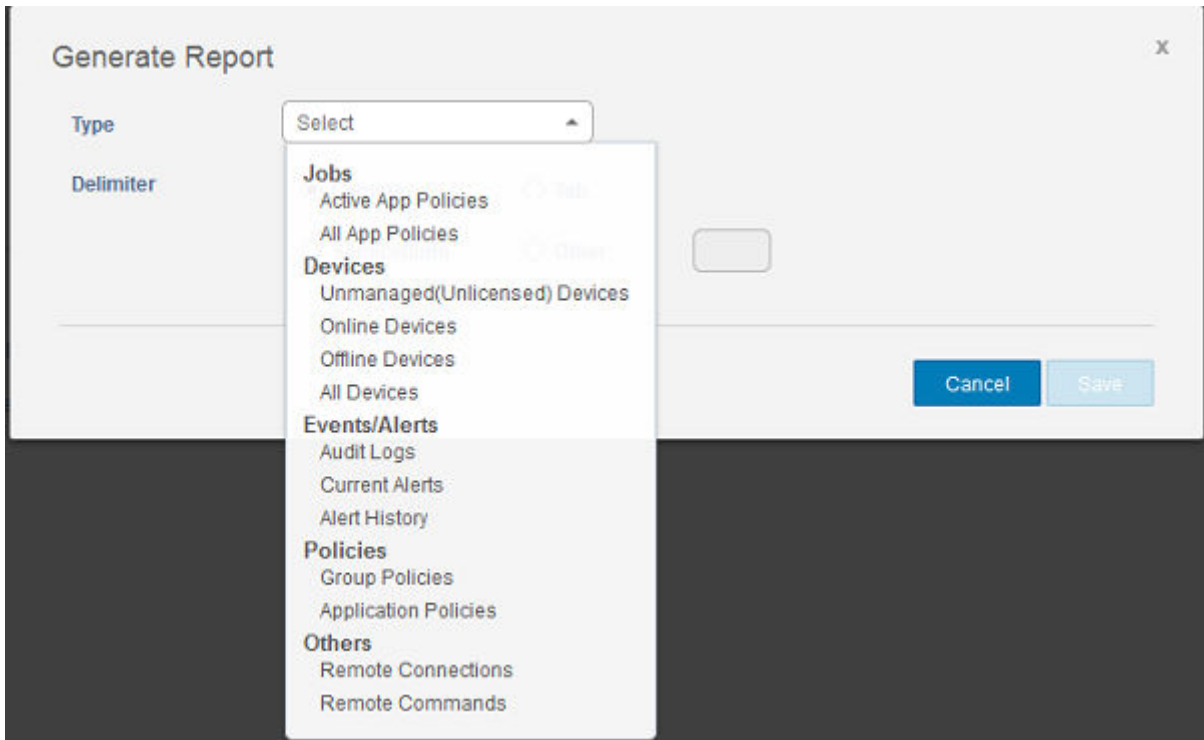 Generate Report
x
Type
Select
Delimiter
Jobs
Active App Policies
All App Policies
Devices
Unmanaged(Unlicensed) Devices
Online Devices
Offline Devices
All Devices
Events/Alerts
Audit Logs
Current Alerts
Alert History
Policies
Group Policies
Application Policies
Others
Remote Connections
Remote Commands
Tab
Other
Cancel
Save